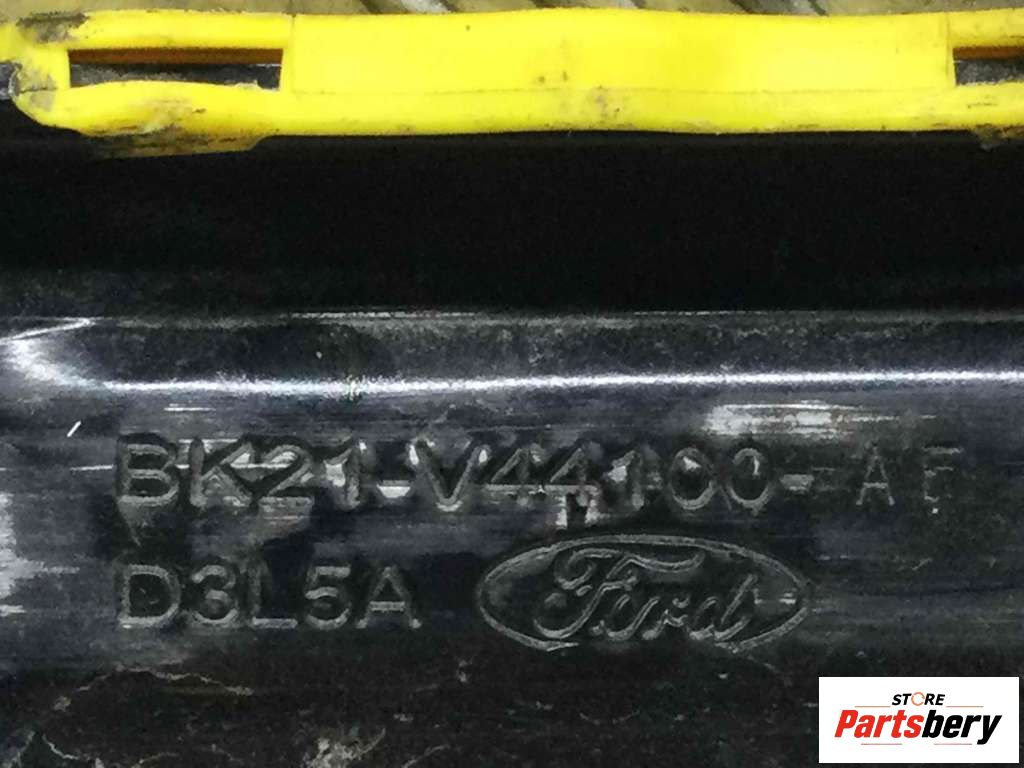 BK21-V44100-AE
D3L5A Ford
STORE
Partsbery